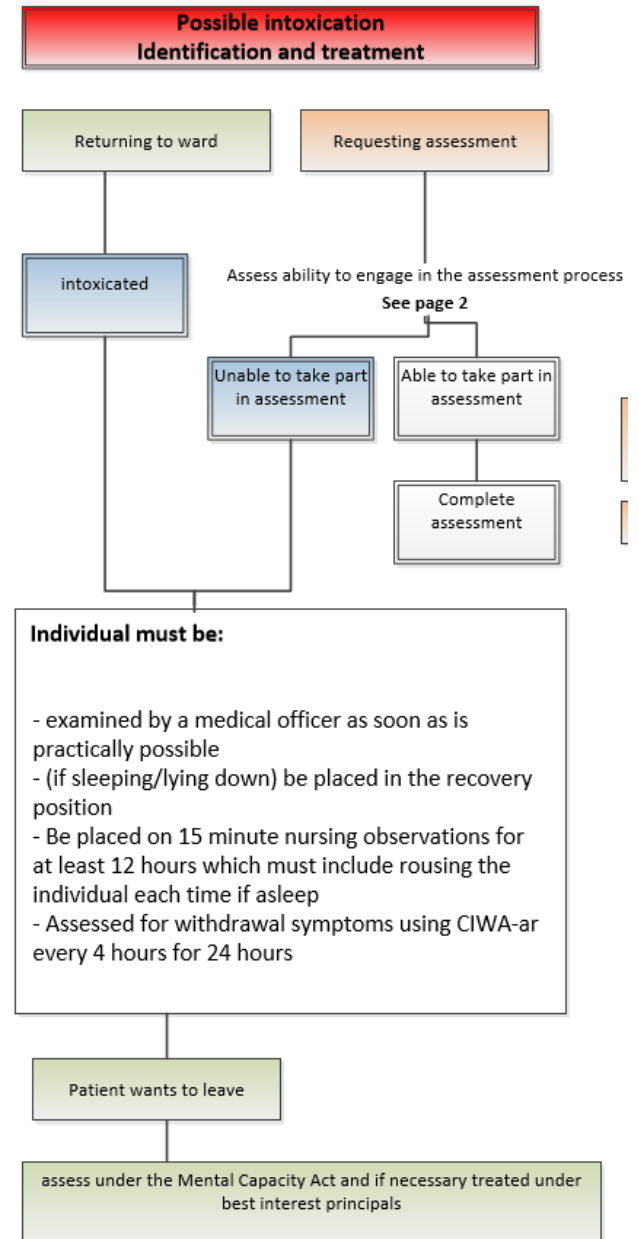 Possible intoxication
Identification and treatment
Returning to ward
Requesting assessment
intoxicated
Assess ability to engage in the assessment process
See page 2
Unable to take part
in assessment
Able to take part in
assessment
Complete
assessment
Individual must be:
- examined by a medical officer as soon as is
practically possible
- (if sleeping/lying down) be placed in the recovery
position
- Be placed on 15 minute nursing observations for
at least 12 hours which must include rousing the
individual each time if asleep
- Assessed for withdrawal symptoms using CIWA-ar
every 4 hours for 24 hours
Patient wants to leave
assess under the Mental Capacity Act and if necessary treated under
best interest principals